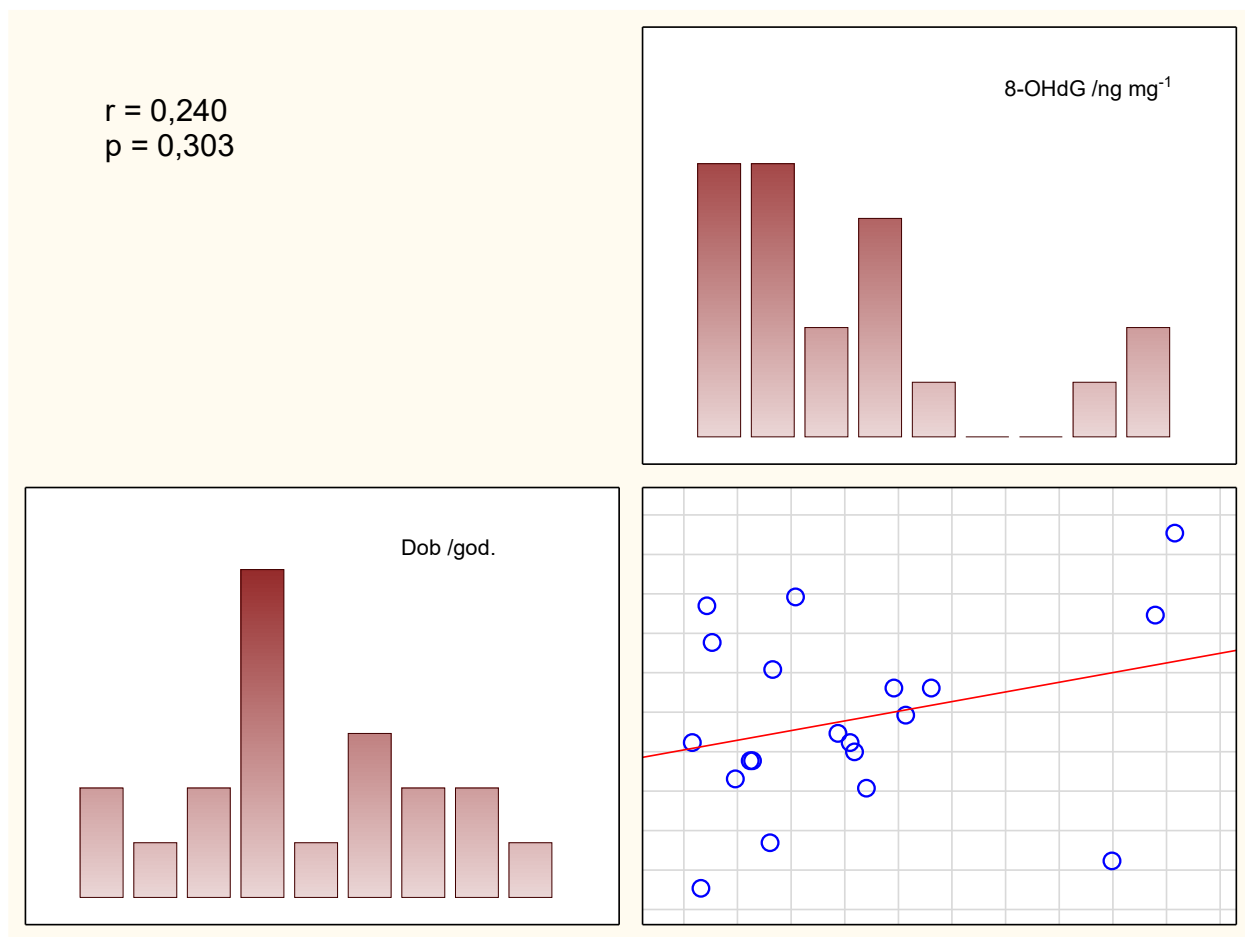 r = 0,240
p = 0,303
8-OHdG /ng mg⁻¹
Dob /god.